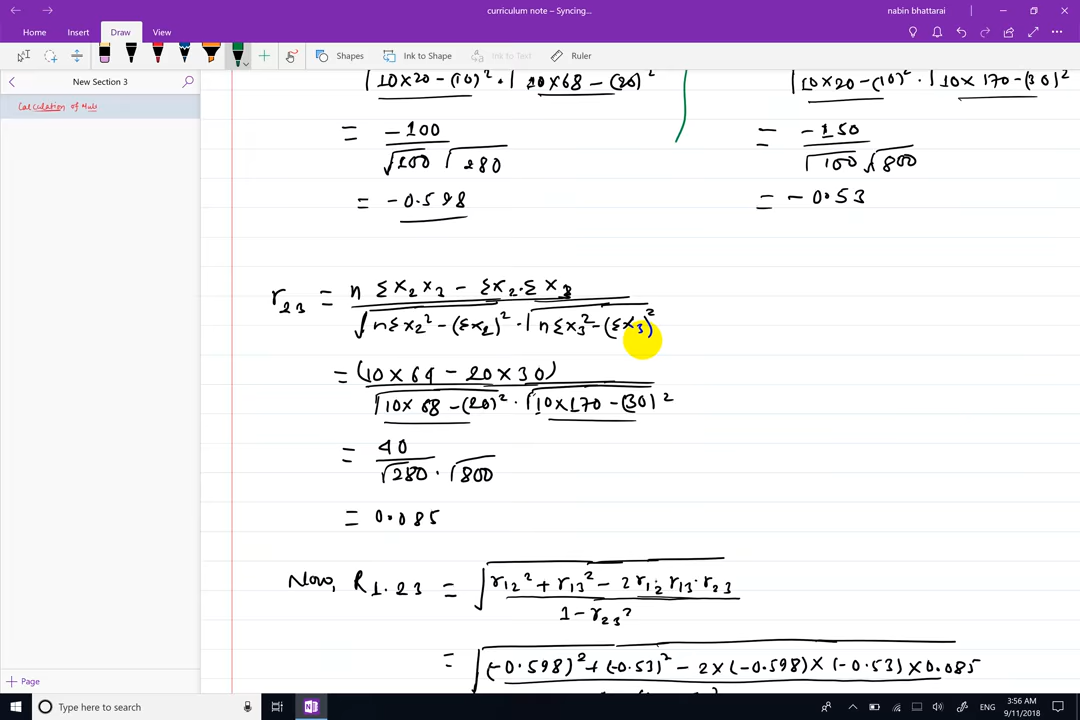 curriculum note - Syncing...
nabin bhattarai
Home Insert Draw View
Shapes Ink to Shape Ink to Text Ruler
New Section 3
Calculation of Mul
√10×20-(10)² · √20×68-(20)²
√10×20-(10)² · √10×170-(30)²
= -100
√200 √280
= -0.598
= -150
√100 √800
= -0.53
r₂₃ = n ΣX₂X₃ - ΣX₂·ΣX₃
√nΣX₂²-(ΣX₂)² · √nΣX₃²-(ΣX₃)²
= (10×64 - 20×30)
√10×68-(20)² · √10×170-(30)²
= 40
√280 · √800
= 0.085
Now, R₁.₂₃ = √r₁₂² + r₁₃² - 2r₁₂ r₁₃·r₂₃
1-r₂₃²
= √(-0.598)²+(-0.53)² - 2×(-0.598)×(-0.53)×0.085
+ Page
Type here to search
ENG
3:56 AM
9/11/2018